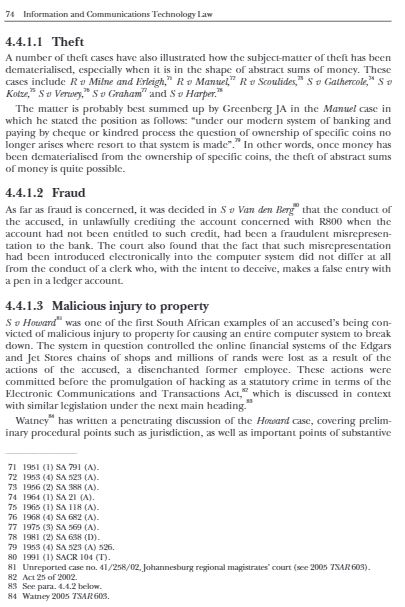 74 Information and Communications Technology Law
4.4.1.1 Theft
A number of theft cases have also illustrated how the subject-matter of theft has been
dematerialised, especially when it is in the shape of abstract sums of money. These
cases include R v Milne and Erleigh,71 R v Manuel,72 R v Scoulides,73 S v Gathercole,74 S v
Kotze,75 S v Verwey,76 S v Graham77 and S v Harper.78
The matter is probably best summed up by Greenberg JA in the Manuel case in
which he stated the position as follows: “under our modern system of banking and
paying by cheque or kindred process the question of ownership of specific coins no
longer arises where resort to that system is made”.79 In other words, once money has
been dematerialised from the ownership of specific coins, the theft of abstract sums
of money is quite possible.
4.4.1.2 Fraud
As far as fraud is concerned, it was decided in S v Van den Berg80 that the conduct of
the accused, in unlawfully crediting the account concerned with R800 when the
account had not been entitled to such credit, had been a fraudulent misrepresen-
tation to the bank. The court also found that the fact that such misrepresentation
had been introduced electronically into the computer system did not differ at all
from the conduct of a clerk who, with the intent to deceive, makes a false entry with
a pen in a ledger account.
4.4.1.3 Malicious injury to property
S v Howard81 was one of the first South African examples of an accused’s being con-
victed of malicious injury to property for causing an entire computer system to break
down. The system in question controlled the online financial systems of the Edgars
and Jet Stores chains of shops and millions of rands were lost as a result of the
actions of the accused, a disenchanted former employee. These actions were
committed before the promulgation of hacking as a statutory crime in terms of the
Electronic Communications and Transactions Act,82 which is discussed in context
with similar legislation under the next main heading.83
Watney84 has written a penetrating discussion of the Howard case, covering prelim-
inary procedural points such as jurisdiction, as well as important points of substantive
71 1951 (1) SA 791 (A).
72 1953 (4) SA 523 (A).
73 1956 (2) SA 388 (A).
74 1964 (1) SA 21 (A).
75 1965 (1) SA 118 (A).
76 1968 (4) SA 682 (A).
77 1975 (3) SA 569 (A).
78 1981 (2) SA 638 (D).
79 1953 (4) SA 523 (A) 526.
80 1991 (1) SACR 104 (T).
81 Unreported case no. 41/258/02, Johannesburg regional magistrates’ court (see 2005 TSAR 603).
82 Act 25 of 2002.
83 See para. 4.4.2 below.
84 Watney 2005 TSAR 603.